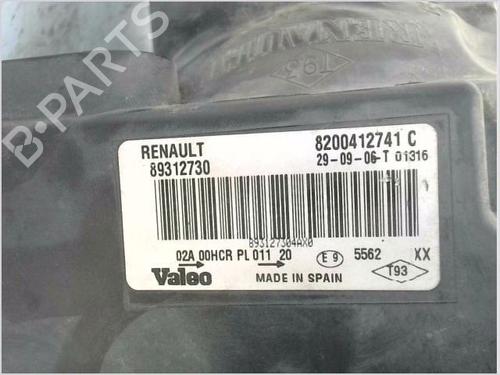 B-PARTS
T93
RENAULT
8200412741 C
89312730
29-09-06-T 01316
893127304AX0
02A 00HCR PL 011 20
E 9
5562
XX
Valeo
MADE IN SPAIN
T93